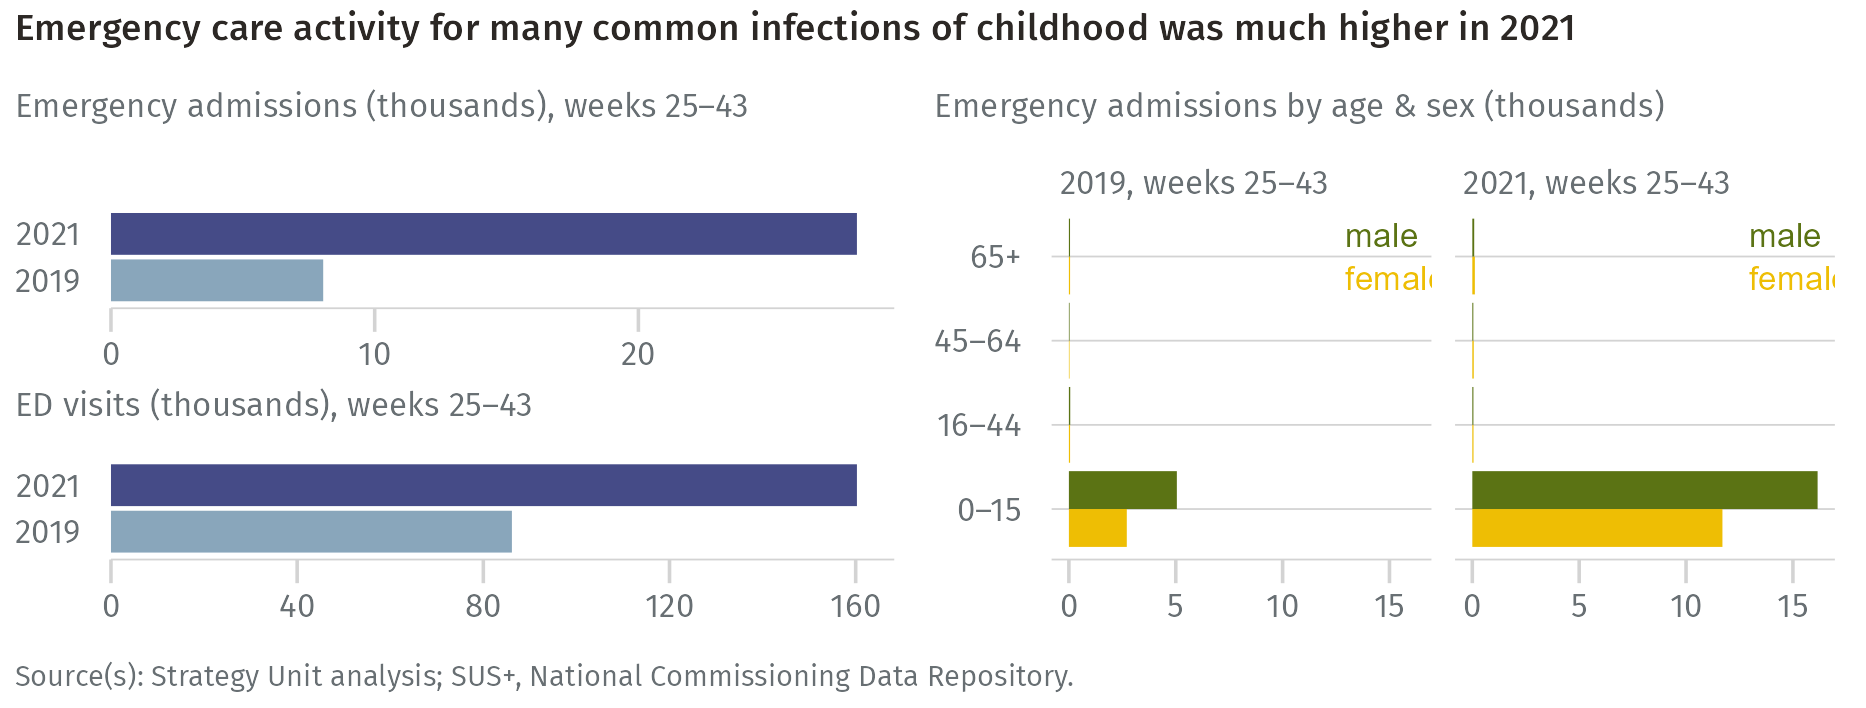 Emergency care activity for many common infections of childhood was much higher in 2021
Emergency admissions (thousands), weeks 25–43
2021
2019
0 10 20
ED visits (thousands), weeks 25–43
2021
2019
0 40 80 120 160
Emergency admissions by age & sex (thousands)
2019, weeks 25–43 2021, weeks 25–43
male male
65+
45–64
16–44
0–15
0 5 10 15 0 5 10 15
Source(s): Strategy Unit analysis; SUS+, National Commissioning Data Repository.